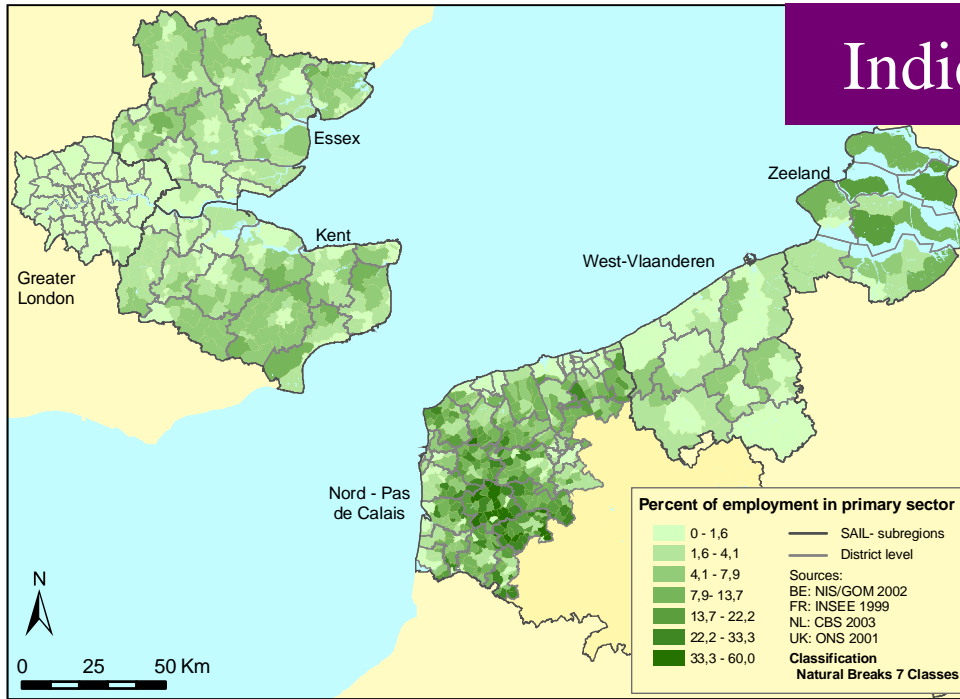 Essex
Kent
Greater
London
Zeeland
West-Vlaanderen
Nord - Pas
de Calais
N
0 25 50 Km
Percent of employment in primary sector
0 - 1,6
1,6 - 4,1
4,1 - 7,9
7,9- 13,7
13,7 - 22,2
22,2 - 33,3
33,3 - 60,0
SAIL- subregions
District level
Sources:
BE: NIS/GOM 2002
FR: INSEE 1999
NL: CBS 2003
UK: ONS 2001
Classification
Natural Breaks 7 Classes